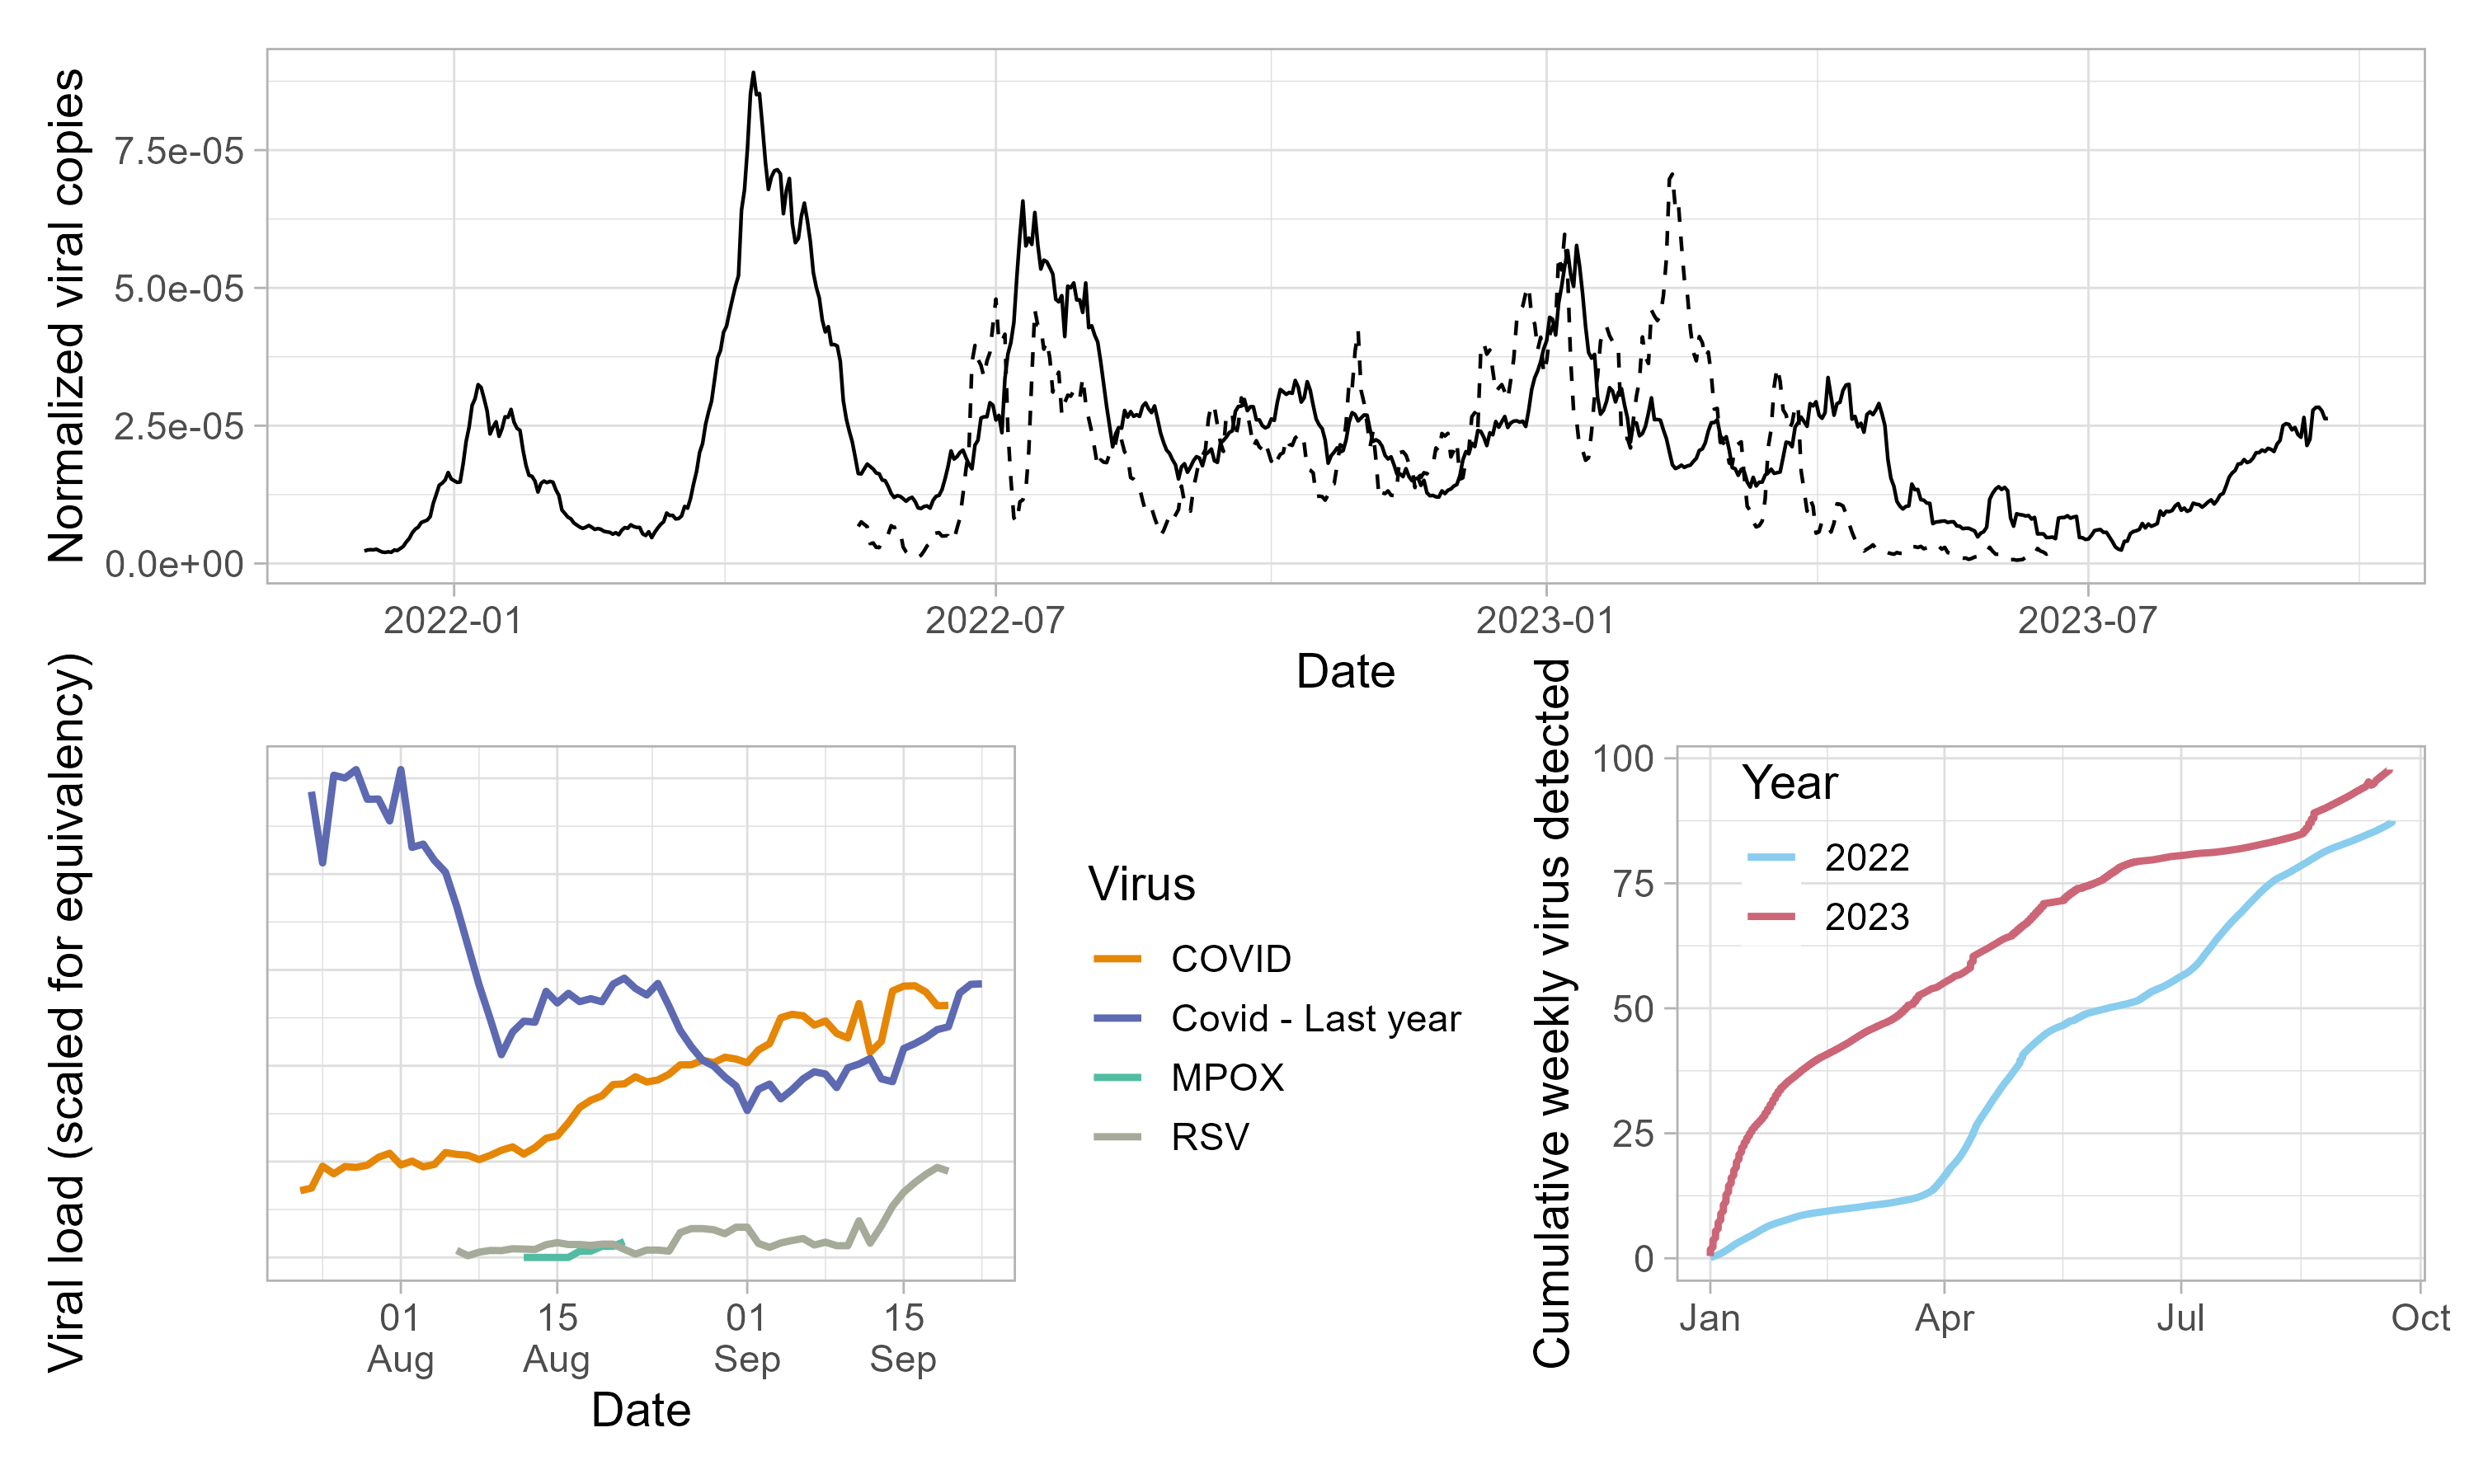 Normalized viral copies
7.5e-05
5.0e-05
2.5e-05
0.0e+00
2022-01
2022-07
2023-01
2023-07
Date
Viral load (scaled for equivalency)
01
Aug
15
Aug
01
Sep
15
Sep
Date
Virus
COVID
Covid - Last year
MPOX
RSV
Cumulative weekly virus detected
100
75
50
25
0
Year
2022
2023
Jan
Apr
Jul
Oct